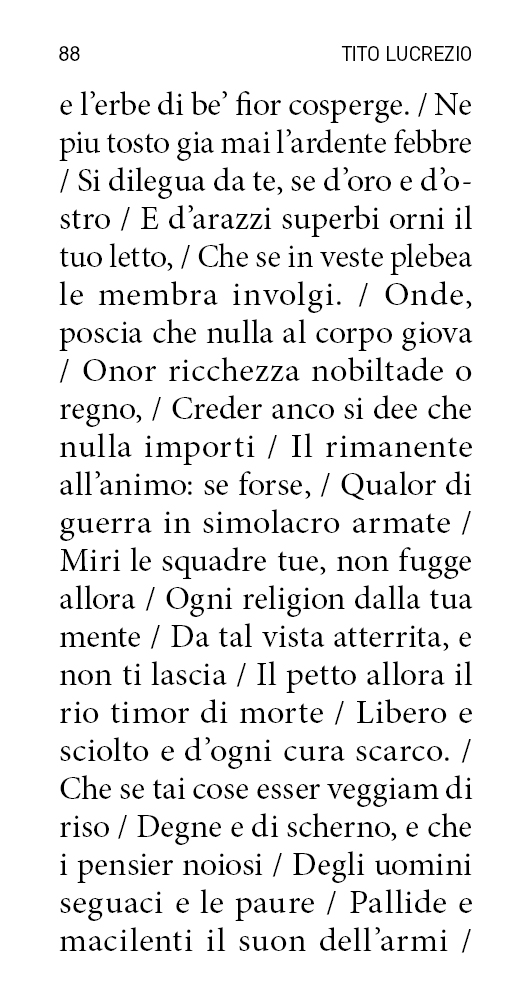 88 TITO LUCREZIO
e l’erbe di be’ fior cosperge. / Ne
piu tosto gia mai l’ardente febbre
/ Si dilegua da te, se d’oro e d’o-
stro / E d’arazzi superbi orni il
tuo letto, / Che se in veste plebea
le membra involgi. / Onde,
poscia che nulla al corpo giova
/ Onor ricchezza nobiltade o
regno, / Creder anco si dee che
nulla importi / Il rimanente
all’animo: se forse, / Qualor di
guerra in simolacro armate /
Miri le squadre tue, non fugge
allora / Ogni religion dalla tua
mente / Da tal vista atterrita, e
non ti lascia / Il petto allora il
rio timor di morte / Libero e
sciolto e d’ogni cura scarco. /
Che se tai cose esser veggiam di
riso / Degne e di scherno, e che
i pensier noiosi / Degli uomini
seguaci e le paure / Pallide e
macilenti il suon dell’armi /